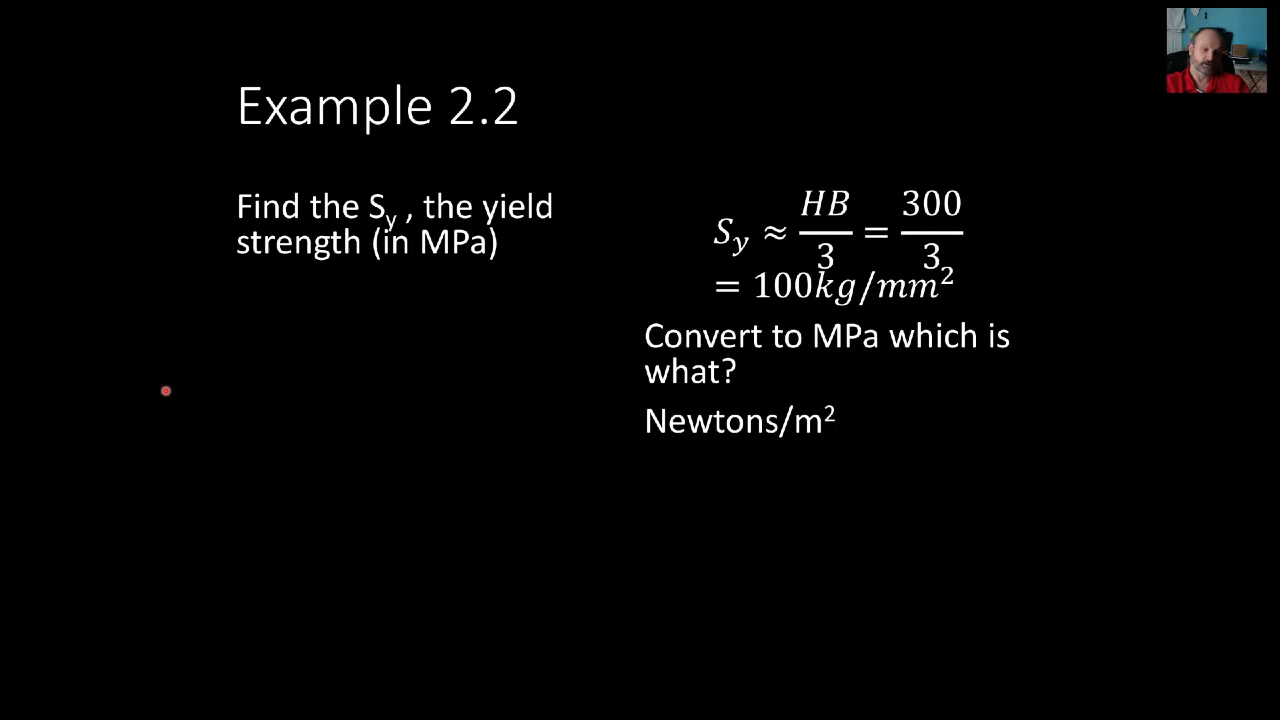 Example 2.2
Find the S_y , the yield
strength (in MPa)
S_y ≈ HB/3 = 300/3
= 100kg/mm²
Convert to MPa which is
what?
Newtons/m²